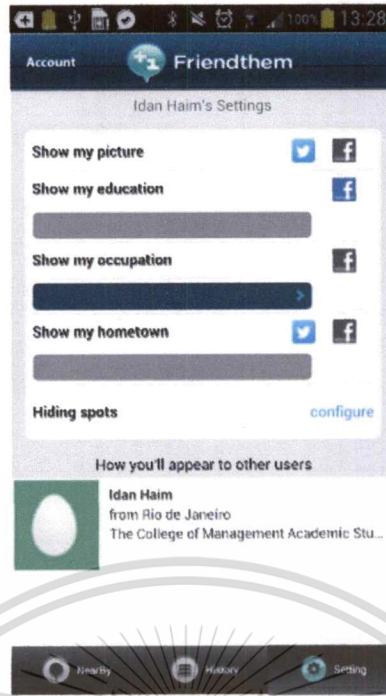 100% 13:28
Account +1 Friendthem
Idan Haim's Settings
Show my picture
Show my education
Show my occupation
Show my hometown
Hiding spots configure
How you'll appear to other users
Idan Haim
from Rio de Janeiro
The College of Management Academic Stu...
NearBy History Setting